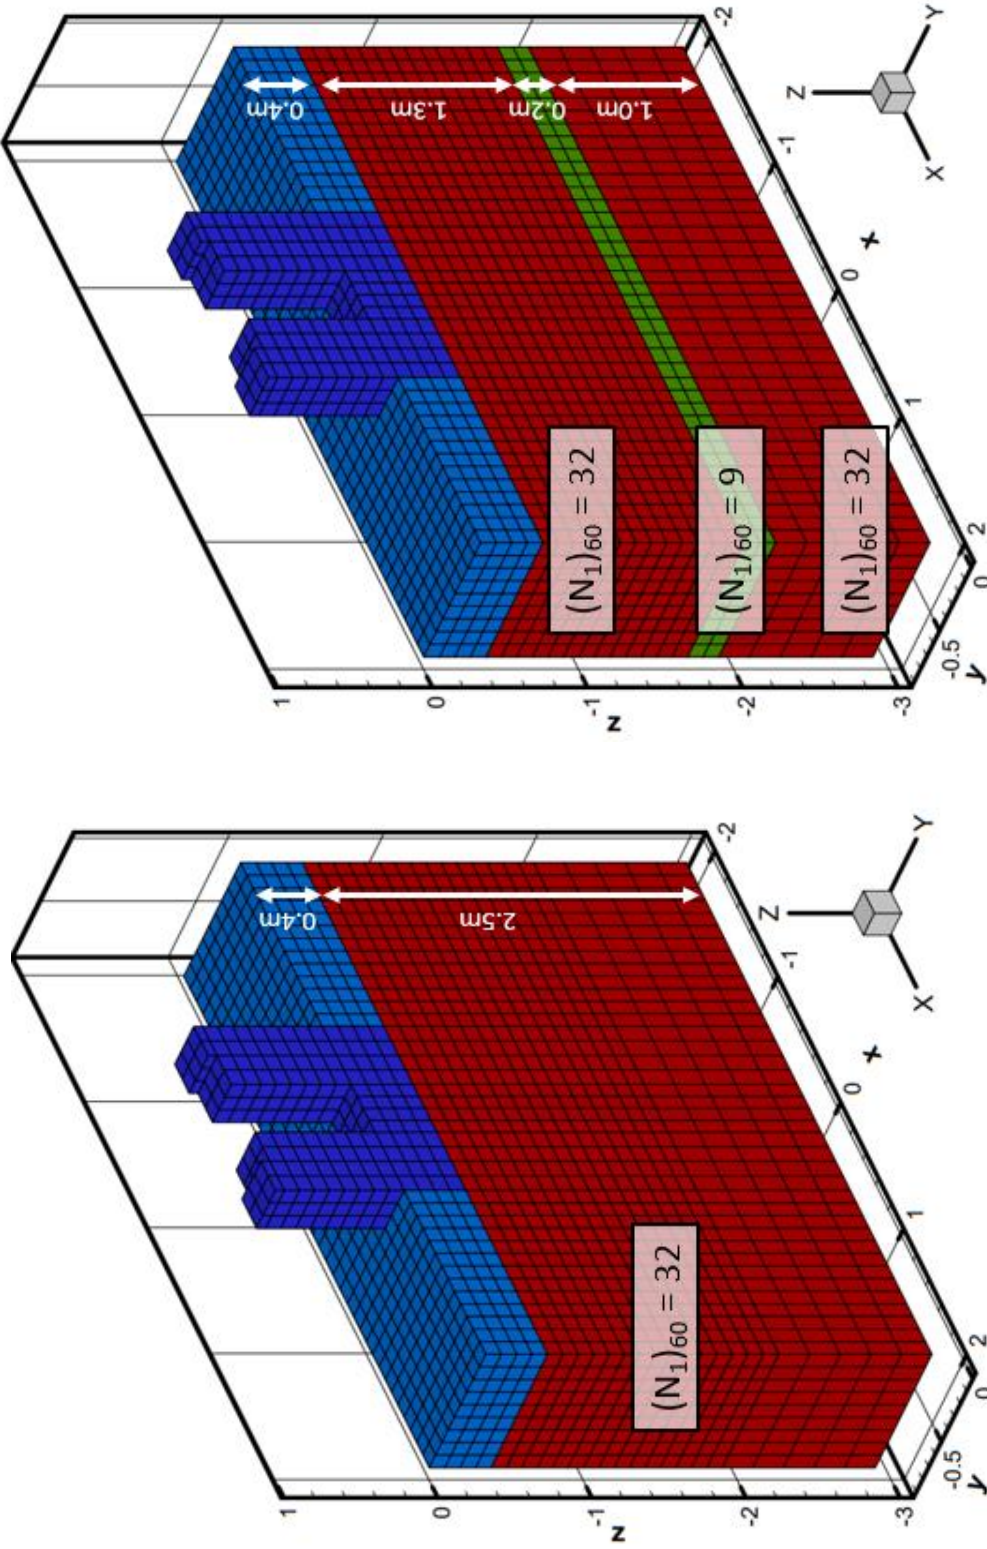 1
0
-1
-2
-3
z
0.4m
2.5m
(N₁)₆₀ = 32
-2
-1
0
1
2
x
0
-0.5
y
Z
X
Y
1
0
-1
-2
-3
z
0.4m
1.3m
0.2m
1.0m
(N₁)₆₀ = 32
(N₁)₆₀ = 9
(N₁)₆₀ = 32
-2
-1
0
1
2
x
0
-0.5
y
Z
X
Y